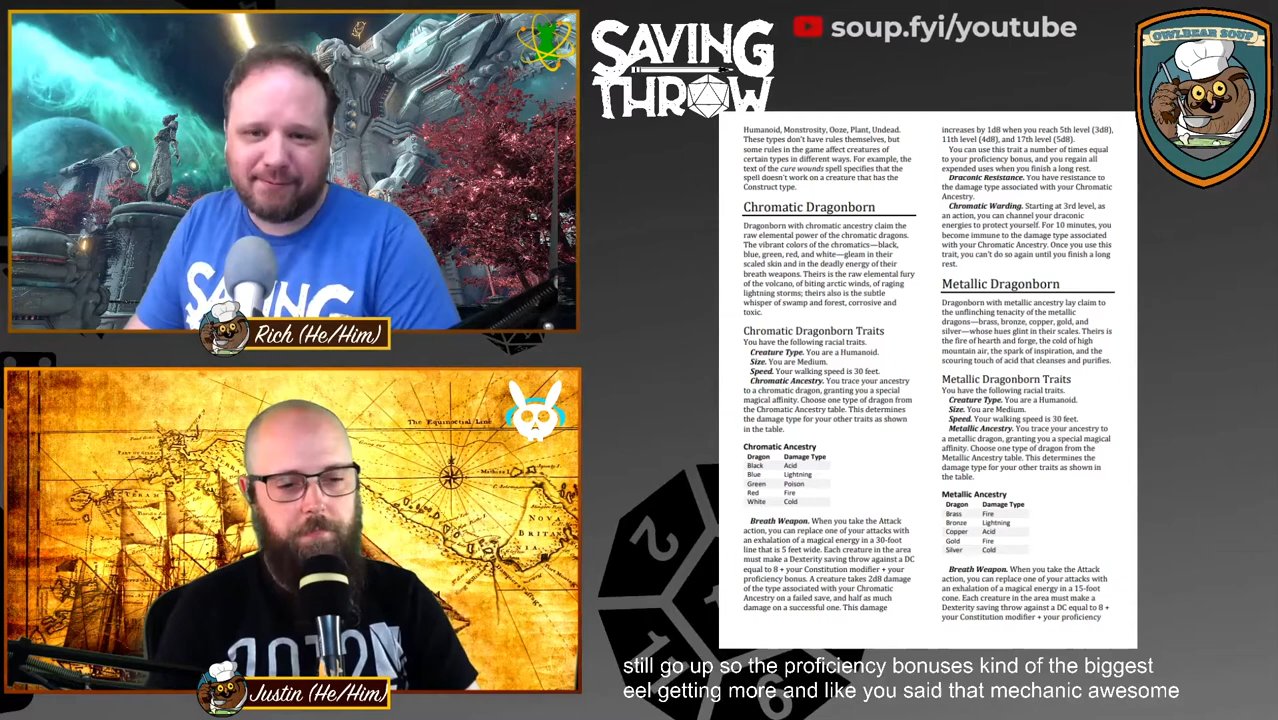 SAVING
THROW
soup.fyi/youtube
OWLBEAR SOUP
SAVING
Rich (He/Him)
The Equinoctial Line
Justin (He/Him)
Humanoid, Monstrosity, Ooze, Plant, Undead.
These types don't have rules themselves, but
some rules in the game affect creatures of
certain types in different ways. For example, the
text of the cure wounds spell specifies that the
spell doesn't work on a creature that has the
Construct type.
Chromatic Dragonborn
Dragonborn with chromatic ancestry claim the
raw elemental power of the chromatic dragons.
The vibrant colors of the chromatics—black,
blue, green, red, and white—gleam in their
scaled skin and in the deadly energy of their
breath weapons. Theirs is the raw elemental fury
of the volcano, of biting arctic winds, of raging
lightning storms; theirs also is the subtle
whisper of swamp and forest, corrosive and
toxic.
Chromatic Dragonborn Traits
You have the following racial traits.
Creature Type. You are a Humanoid.
Size. You are Medium.
Speed. Your walking speed is 30 feet.
Chromatic Ancestry. You trace your ancestry
to a chromatic dragon, granting you a special
magical affinity. Choose one type of dragon from
the Chromatic Ancestry table. This determines
the damage type for your other traits as shown
in the table.
Chromatic Ancestry
Dragon Damage Type
Black Acid
Blue Lightning
Green Poison
Red Fire
White Cold
Breath Weapon. When you take the Attack
action, you can replace one of your attacks with
an exhalation of magical energy in a 30-foot
line that is 5 feet wide. Each creature in the area
must make a Dexterity saving throw against a DC
equal to 8 + your Constitution modifier + your
proficiency bonus. A creature takes 2d8 damage
of the type associated with your Chromatic
Ancestry on a failed save, and half as much
damage on a successful one. This damage
increases by 1d8 when you reach 5th level (3d8),
11th level (4d8), and 17th level (5d8).
You can use this trait a number of times equal
to your proficiency bonus, and you regain all
expended uses when you finish a long rest.
Draconic Resistance. You have resistance to
the damage type associated with your Chromatic
Ancestry.
Chromatic Warding. Starting at 3rd level, as
an action, you can channel your draconic
energies to protect yourself. For 10 minutes, you
become immune to the damage type associated
with your Chromatic Ancestry. Once you use this
trait, you can't do so again until you finish a long
rest.
Metallic Dragonborn
Dragonborn with metallic ancestry lay claim to
the unflinching tenacity of the metallic
dragons—brass, bronze, copper, gold, and
silver—whose hues glint in their scales. Theirs is
the fire of hearth and forge, the cold of high
mountain air, the spark of inspiration, and the
scouring touch of acid that cleanses and purifies.
Metallic Dragonborn Traits
You have the following racial traits.
Creature Type. You are a Humanoid.
Size. You are Medium.
Speed. Your walking speed is 30 feet.
Metallic Ancestry. You trace your ancestry to
a metallic dragon, granting you a special magical
affinity. Choose one type of dragon from the
Metallic Ancestry table. This determines the
damage type for your other traits as shown in
the table.
Metallic Ancestry
Dragon Damage Type
Brass Fire
Bronze Lightning
Copper Acid
Gold Fire
Silver Cold
Breath Weapon. When you take the Attack
action, you can replace one of your attacks with
an exhalation of magical energy in a 15-foot
cone. Each creature in the area must make a
Dexterity saving throw against a DC equal to 8 +
your Constitution modifier + your proficiency
still go up so the proficiency bonuses kind of the biggest
eel getting more and like you said that mechanic awesome